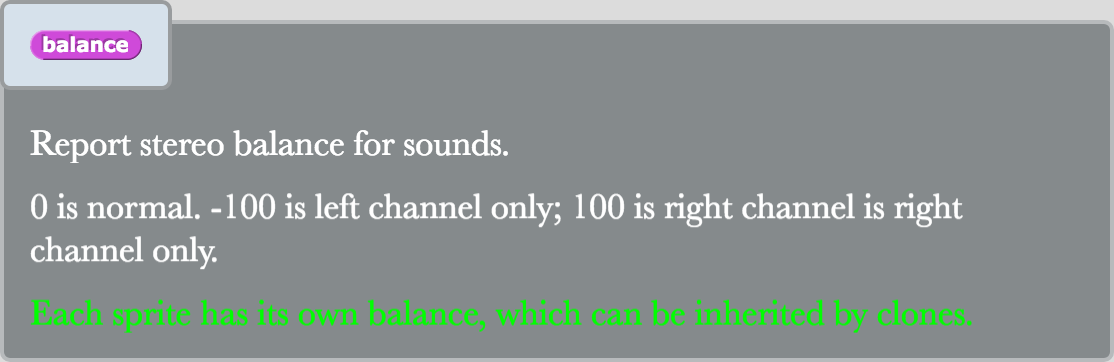 balance
Report stereo balance for sounds.
0 is normal. -100 is left channel only; 100 is right channel is right
channel only.
Each sprite has its own balance, which can be inherited by clones.